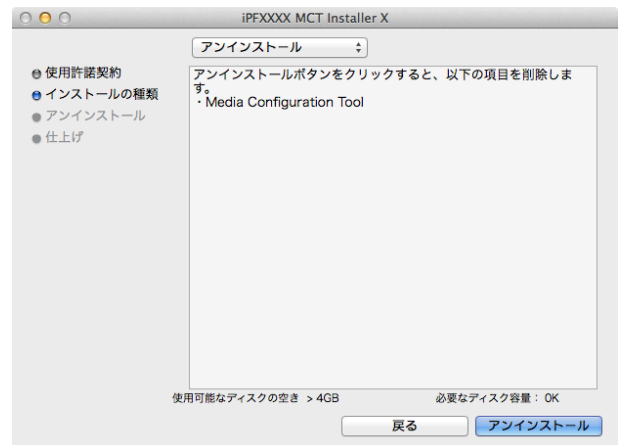 iPFXXXX MCT Installer X
アンインストール
使用許諾契約
インストールの種類
アンインストール
仕上げ
アンインストールボタンをクリックすると、以下の項目を削除しま
す。
・Media Configuration Tool
使用可能なディスクの空き > 4GB
必要なディスク容量： 0K
戻る
アンインストール